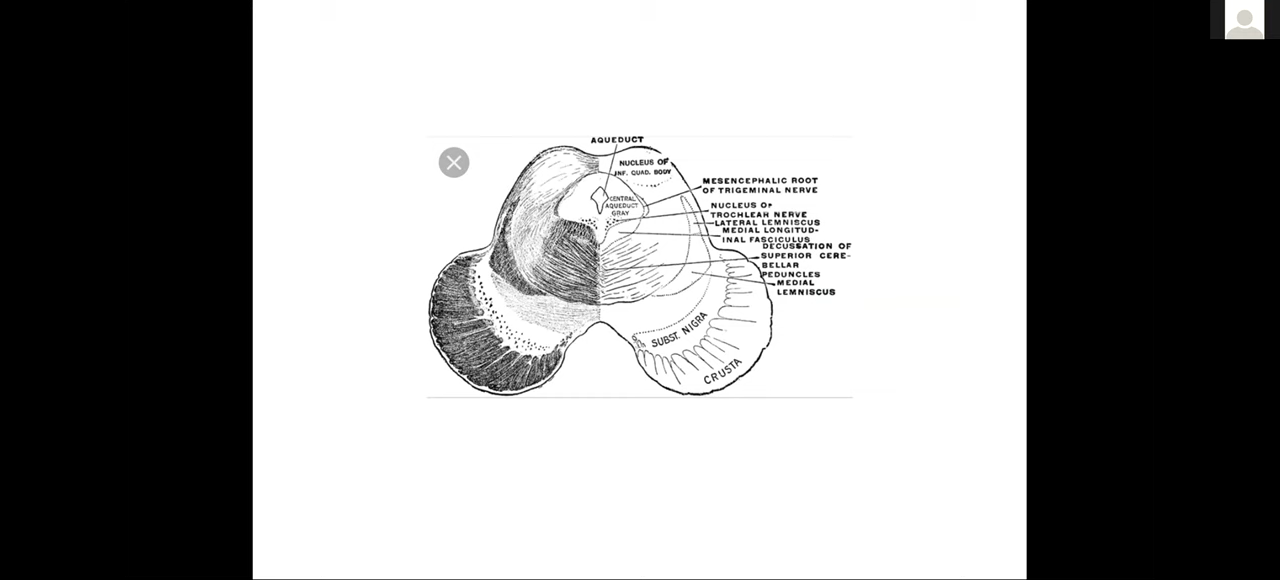 AQUEDUCT
NUCLEUS OF
INF. QUAD. BODY
CENTRAL
AQUEDUCT
GRAY
MESENCEPHALIC ROOT
OF TRIGEMINAL NERVE
NUCLEUS OF
TROCHLEAR NERVE
LATERAL LEMNISCUS
MEDIAL LONGITUD-
INAL FASCICULUS
DECUSSATION OF
SUPERIOR CERE-
BELLAR
PEDUNCLES
MEDIAL
LEMNISCUS
SUBST. NIGRA
CRUSTA